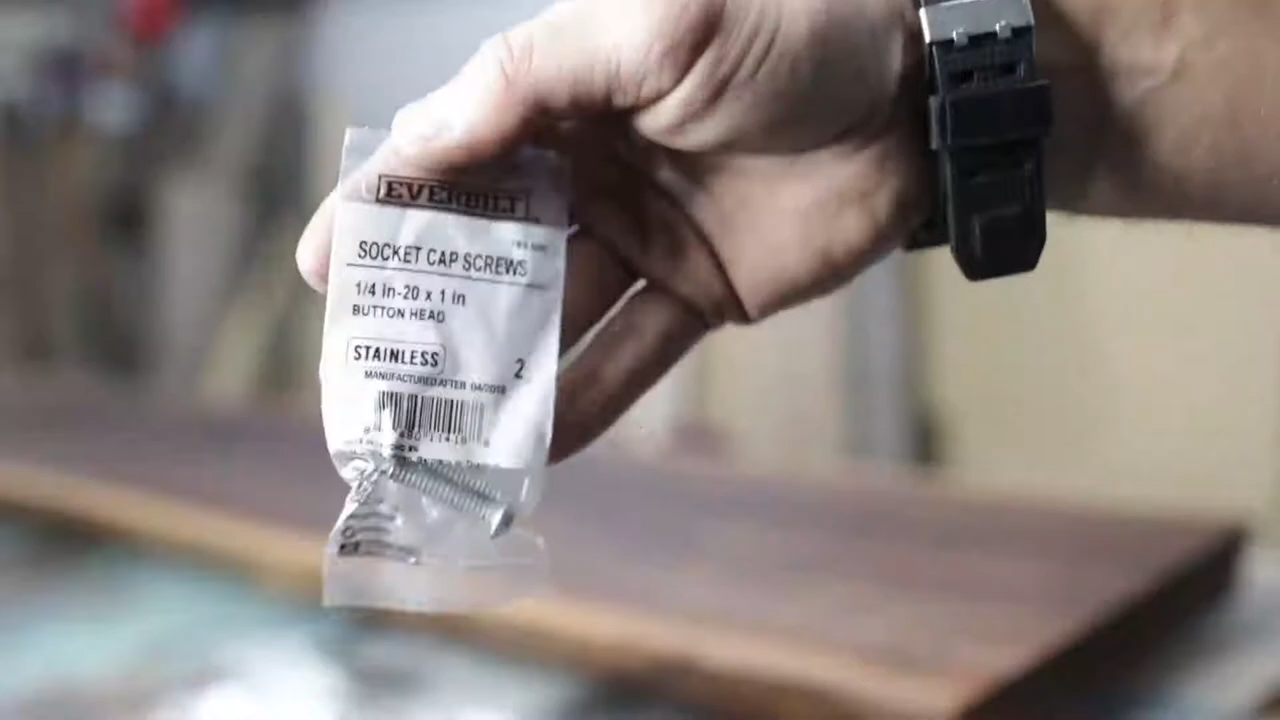 EVERBILT
SOCKET CAP SCREWS
1/4 in-20 x 1 in
BUTTON HEAD
STAINLESS
2
MANUFACTURED AFTER 04/2018